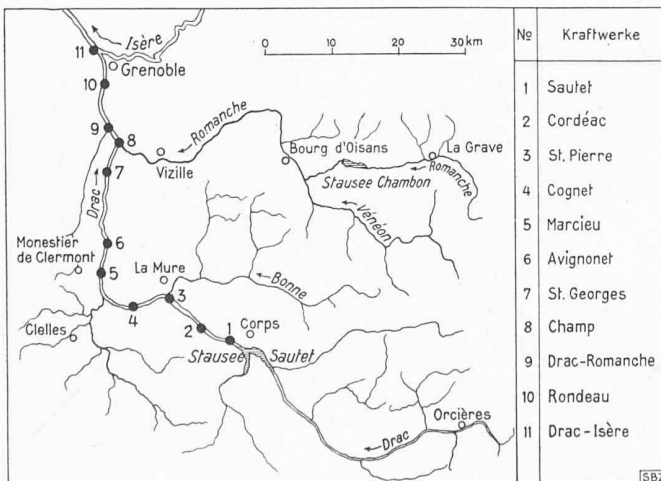 Isère
11
Grenoble
0 10 20 30 km
10
9
8
Romanche
Vizille
Bourg d'Oisans
La Grave
Romanche
Stausee Chambon
7
Drac
Vénéon
Monestier
de Clermont
6
La Mure
Bonne
5
3
4
Clelles
2
1
Corps
Stausee Sautet
Orcières
Drac
№ Kraftwerke
1 Sautet
2 Cordéac
3 St. Pierre
4 Cognet
5 Marcieu
6 Avignonet
7 St. Georges
8 Champ
9 Drac-Romanche
10 Rondeau
11 Drac-Isère
SBZ